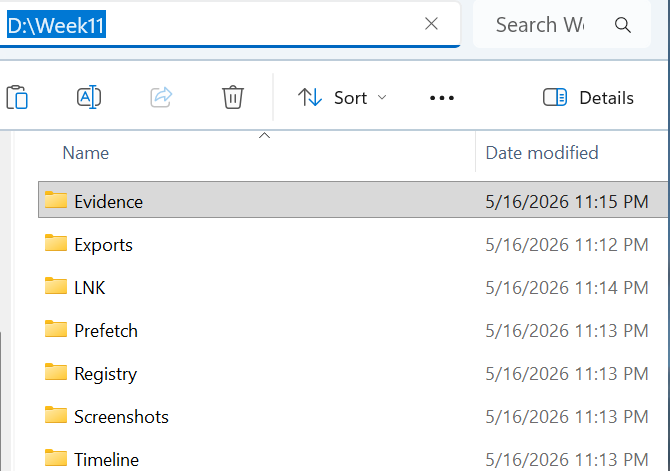 D:\Week11
Search W
Sort
Details
Name Date modified
Evidence 5/16/2026 11:15 PM
Exports 5/16/2026 11:12 PM
LNK 5/16/2026 11:14 PM
Prefetch 5/16/2026 11:13 PM
Registry 5/16/2026 11:13 PM
Screenshots 5/16/2026 11:13 PM
Timeline 5/16/2026 11:13 PM